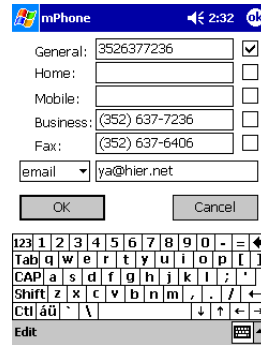 mPhone 2:32 ok
General: 3526377236
Home:
Mobile:
Business: (352) 637-7236
Fax: (352) 637-6406
email ya@hier.net
OK Cancel
123 1 2 3 4 5 6 7 8 9 0 - =
Tab q w e r t y u i o p [ ]
CAP a s d f g h j k l ; '
Shift z x c v b n m , . /
Ctl áü ` \
Edit